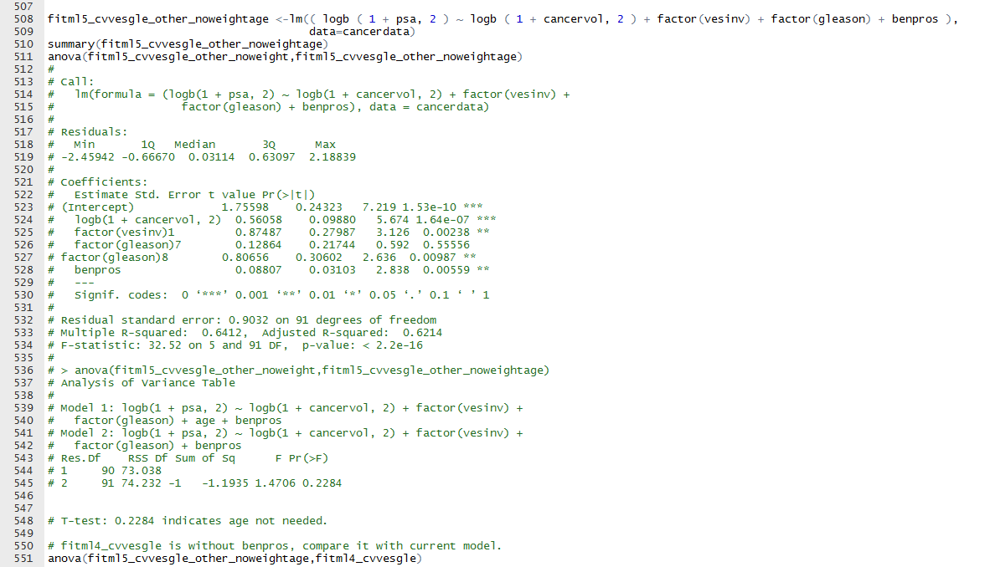 507
508 fitml5_cvvesgle_other_noweightage <-lm(( logb ( 1 + psa, 2 ) ~ logb ( 1 + cancervol, 2 ) + factor(vesinv) + factor(gleason) + benpros ),
509 data=cancerdata)
510 summary(fitml5_cvvesgle_other_noweightage)
511 anova(fitml5_cvvesgle_other_noweight,fitml5_cvvesgle_other_noweightage)
512 #
513 # Call:
514 # lm(formula = (logb(1 + psa, 2) ~ logb(1 + cancervol, 2) + factor(vesinv) +
515 # factor(gleason) + benpros), data = cancerdata)
516 #
517 # Residuals:
518 # Min 1Q Median 3Q Max
519 # -2.45942 -0.66670 0.03114 0.63097 2.18839
520 #
521 # Coefficients:
522 # Estimate Std. Error t value Pr(>|t|)
523 # (Intercept) 1.75598 0.24323 7.219 1.53e-10 ***
524 # logb(1 + cancervol, 2) 0.56058 0.09880 5.674 1.64e-07 ***
525 # factor(vesinv)1 0.87487 0.27987 3.126 0.00238 **
526 # factor(gleason)7 0.12864 0.21744 0.592 0.55556
527 # factor(gleason)8 0.80656 0.30602 2.636 0.00987 **
528 # benpros 0.08807 0.03103 2.838 0.00559 **
529 # ---
530 # Signif. codes: 0 ‘***’ 0.001 ‘**’ 0.01 ‘*’ 0.05 ‘.’ 0.1 ‘ ’ 1
531 #
532 # Residual standard error: 0.9032 on 91 degrees of freedom
533 # Multiple R-squared: 0.6412, Adjusted R-squared: 0.6214
534 # F-statistic: 32.52 on 5 and 91 DF, p-value: < 2.2e-16
535 #
536 # > anova(fitml5_cvvesgle_other_noweight,fitml5_cvvesgle_other_noweightage)
537 # Analysis of Variance Table
538 #
539 # Model 1: logb(1 + psa, 2) ~ logb(1 + cancervol, 2) + factor(vesinv) +
540 # factor(gleason) + age + benpros
541 # Model 2: logb(1 + psa, 2) ~ logb(1 + cancervol, 2) + factor(vesinv) +
542 # factor(gleason) + benpros
543 # Res.Df RSS Df Sum of Sq F Pr(>F)
544 # 1 90 73.038
545 # 2 91 74.232 -1 -1.1935 1.4706 0.2284
546
547
548 # T-test: 0.2284 indicates age not needed.
549
550 # fitml4_cvvesgle is without benpros, compare it with current model.
551 anova(fitml5_cvvesgle_other_noweightage,fitml4_cvvesgle)